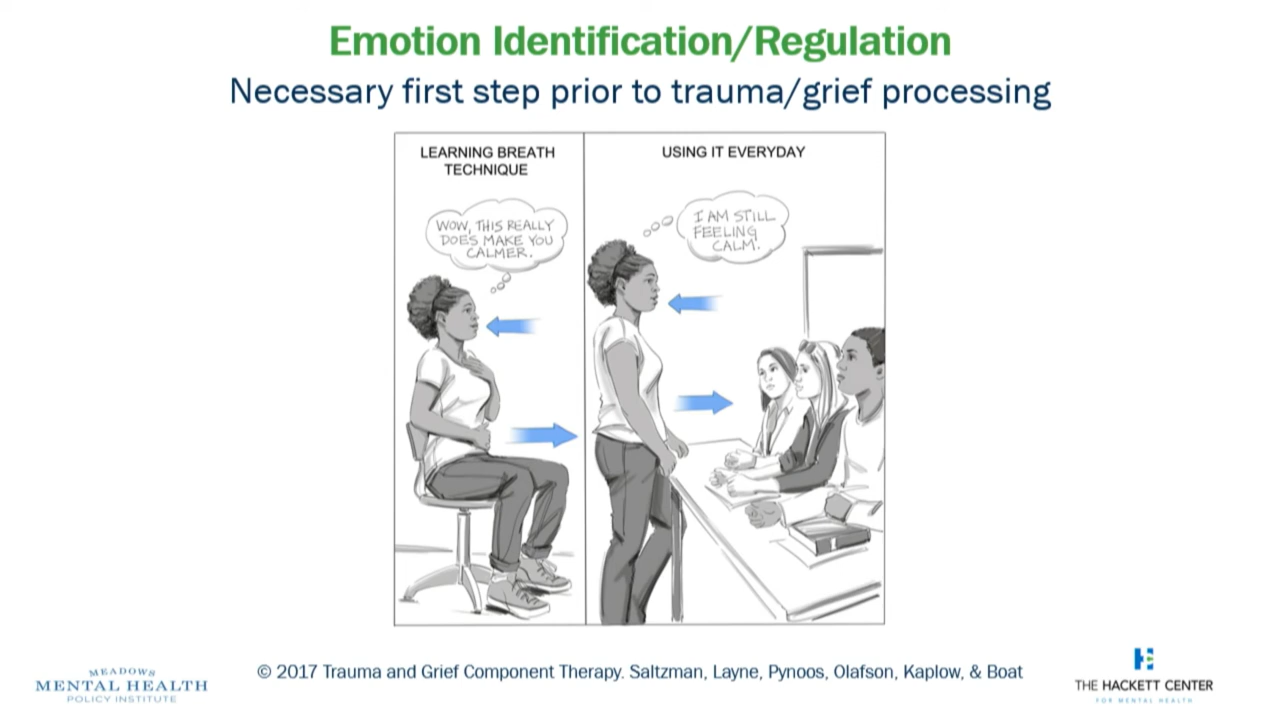 Emotion Identification/Regulation
Necessary first step prior to trauma/grief processing
LEARNING BREATH
TECHNIQUE
WOW, THIS REALLY
DOES MAKE YOU
CALMER.
USING IT EVERYDAY
I AM STILL
FEELING
CALM.
© 2017 Trauma and Grief Component Therapy. Saltzman, Layne, Pynoos, Olafson, Kaplow, & Boat
MEADOWS
MENTAL HEALTH
POLICY INSTITUTE
THE HACKETT CENTER
FOR MENTAL HEALTH